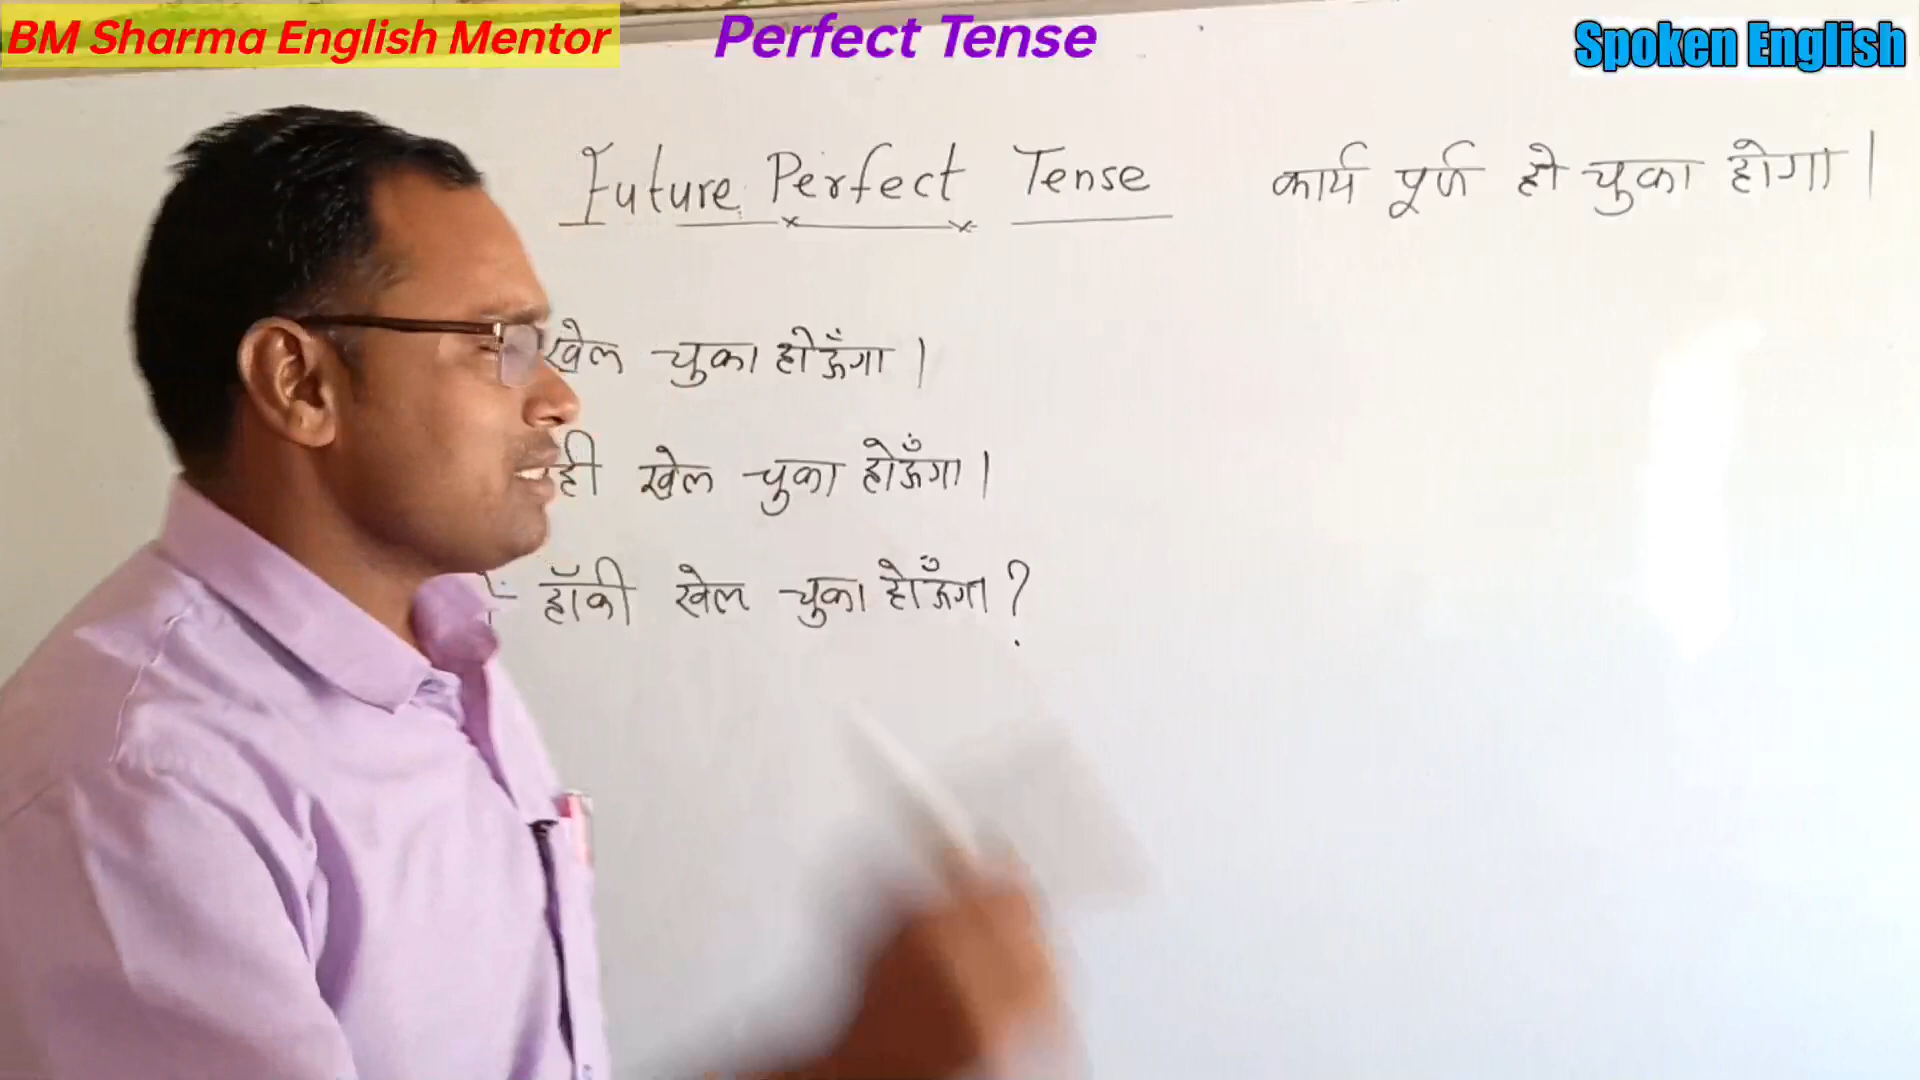 BM Sharma English Mentor
Perfect Tense
Spoken English
Future Perfect Tense कार्य पूर्ण हो चुका होगा।
खेल चुका होऊँगा।
खेल चुका होऊँगा।
हॉकी खेल चुका होऊँगा?